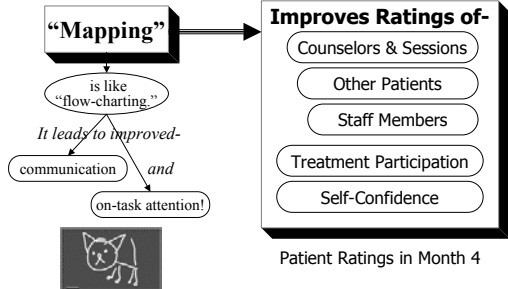 “Mapping”
is like
“flow-charting.”
It leads to improved-
communication
and
on-task attention!
Improves Ratings of-
Counselors & Sessions
Other Patients
Staff Members
Treatment Participation
Self-Confidence
Patient Ratings in Month 4